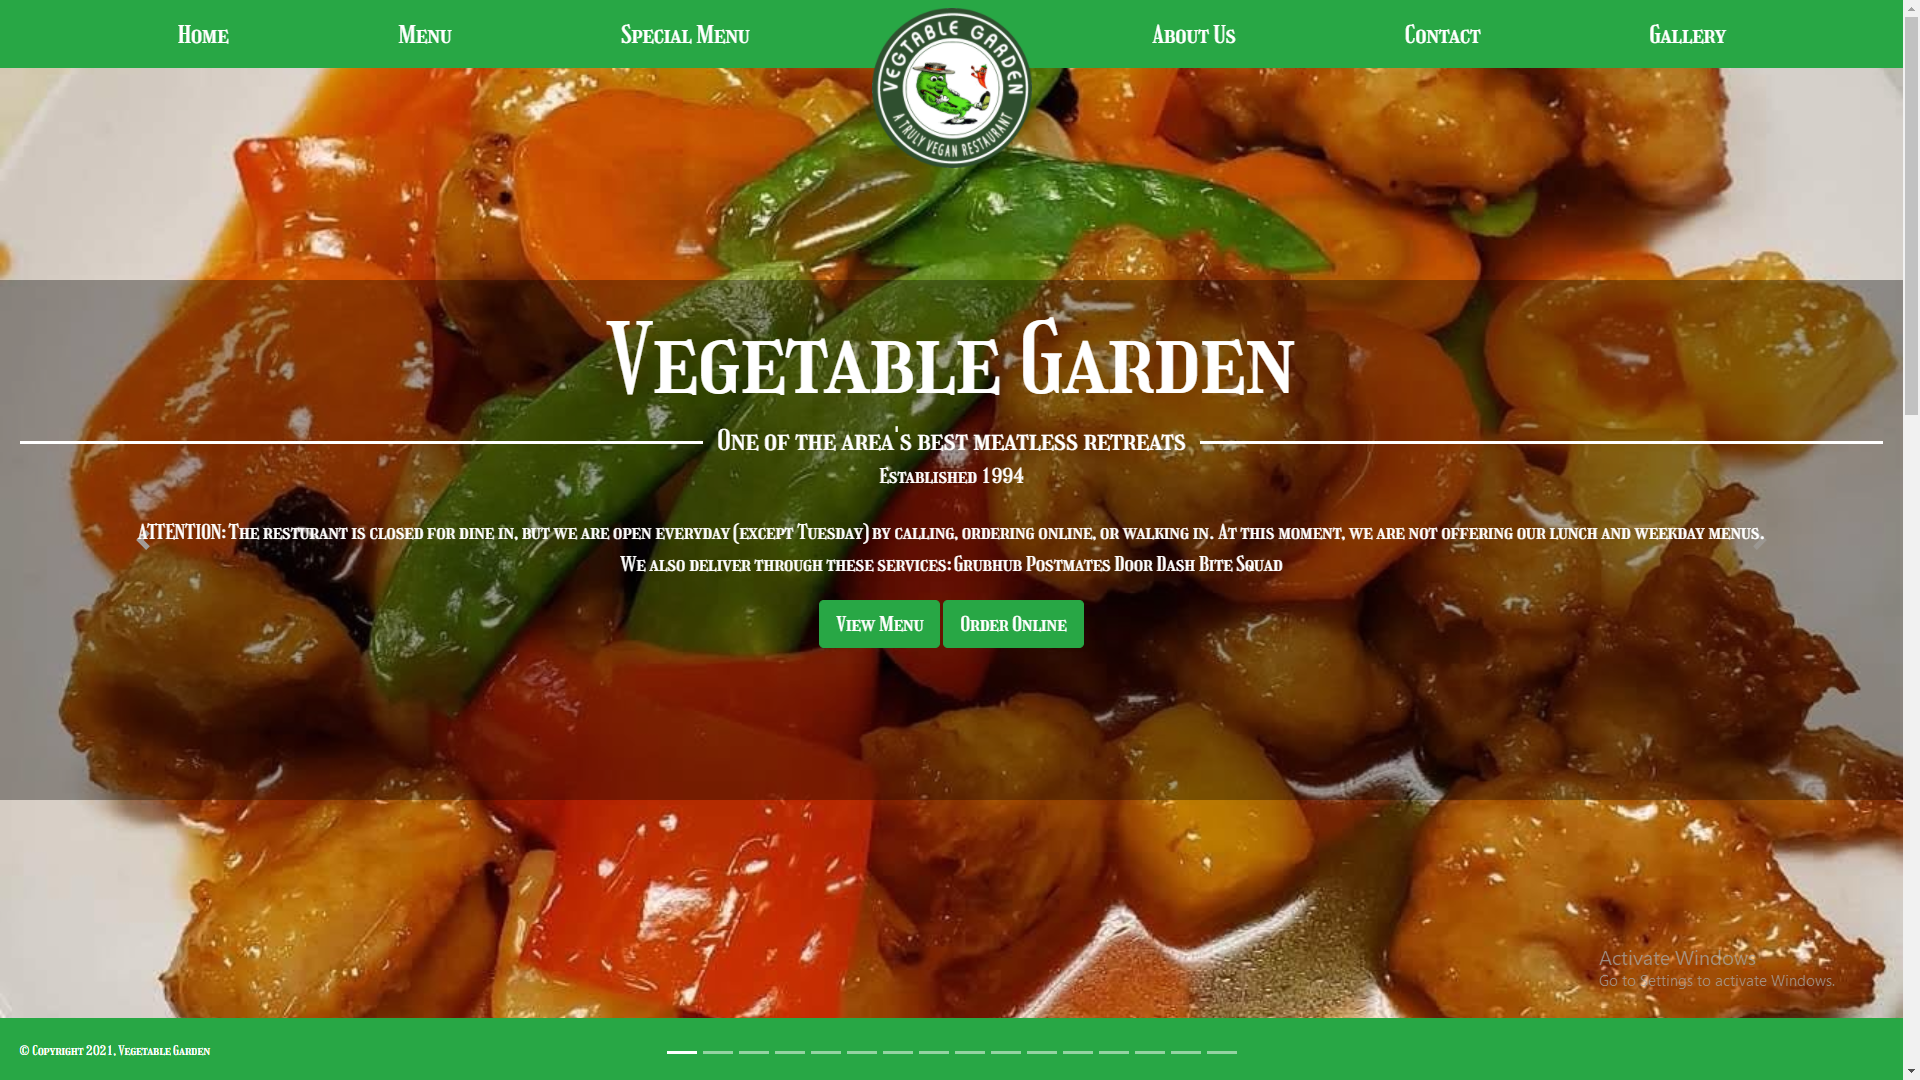 Home
Menu
Special Menu
VEGTABLE GARDEN
A TRULY VEGAN RESTAURANT
About Us
Contact
Gallery
Vegetable Garden
One of the area's best meatless retreats
Established 1994
ATTENTION: The resturant is closed for dine in, but we are open everyday (except Tuesday) by calling, ordering online, or walking in. At this moment, we are not offering our lunch and weekday menus.
We also deliver through these services: Grubhub Postmates Door Dash Bite Squad
View Menu
Order Online
Activate Windows
Go to Settings to activate Windows.
© Copyright 2021, Vegetable Garden